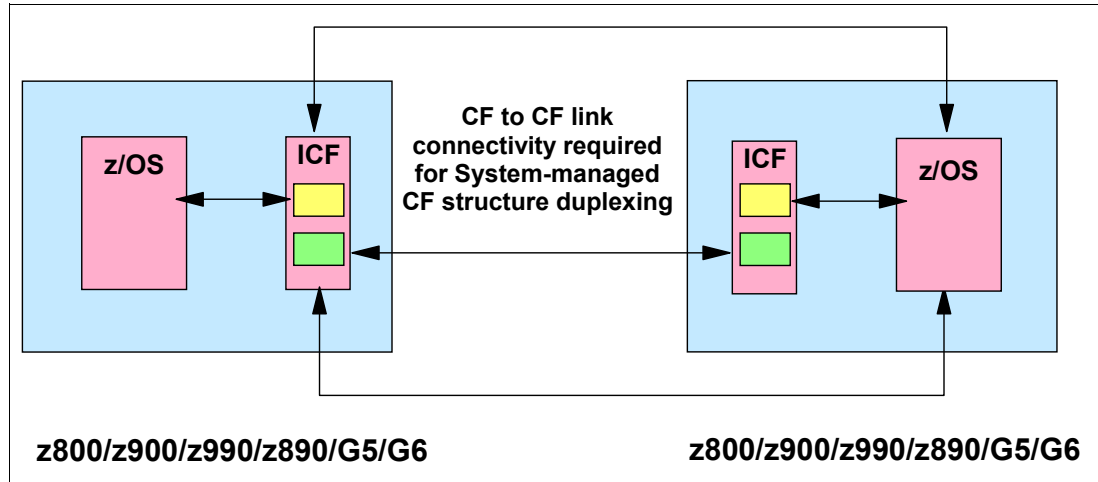 CF to CF link
connectivity required
for System-managed
CF structure duplexing
z/OS
ICF
ICF
z/OS
z800/z900/z990/z890/G5/G6
z800/z900/z990/z890/G5/G6